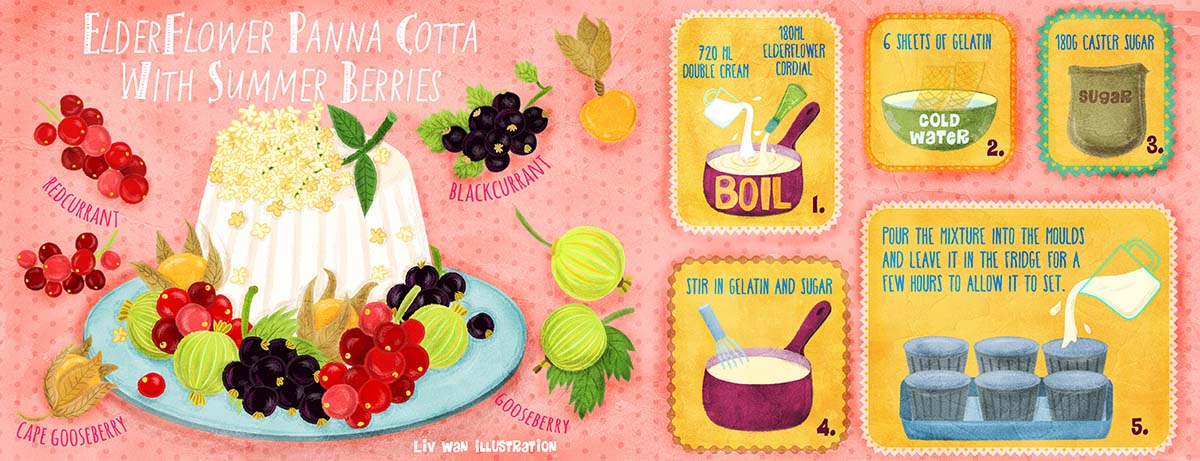 ElderFlower Panna Cotta
With Summer Berries
REDCURRANT
BLACKCURRANT
CAPE GOOSEBERRY
GOOSEBERRY
Liv Wan Illustration
720 ML
DOUBLE CREAM
180ML
ELDERFLOWER
CORDIAL
BOIL
1.
6 SHEETS OF GELATIN
COLD
WATER
2.
180G CASTER SUGAR
SUGAR
3.
STIR IN GELATIN AND SUGAR
4.
POUR THE MIXTURE INTO THE MOULDS
AND LEAVE IT IN THE FRIDGE FOR A
FEW HOURS TO ALLOW IT TO SET.
5.